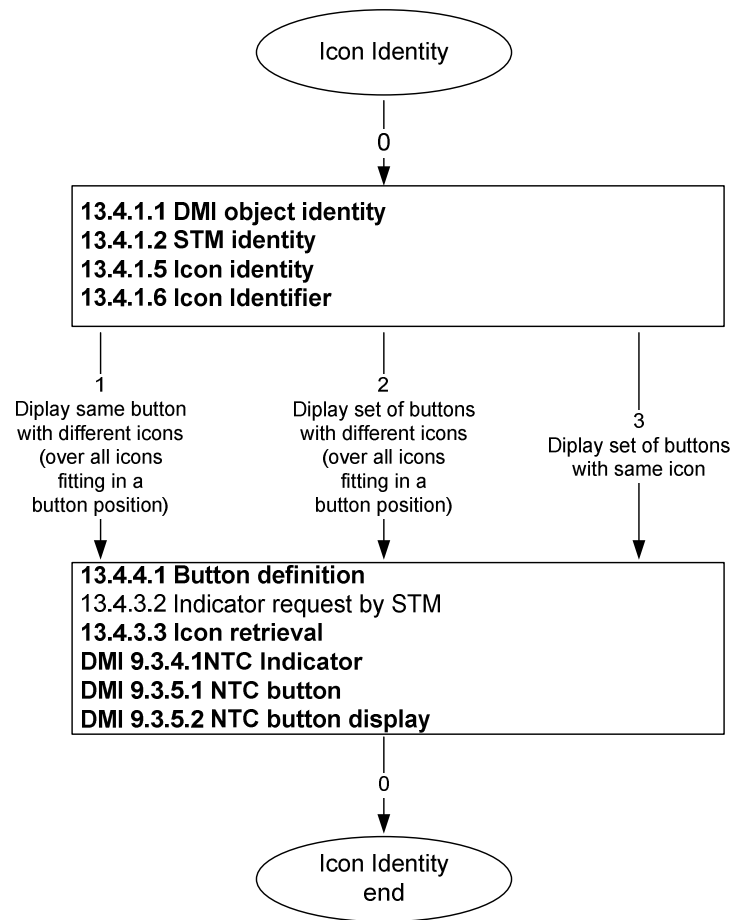 Icon Identity
0
13.4.1.1 DMI object identity
13.4.1.2 STM identity
13.4.1.5 Icon identity
13.4.1.6 Icon Identifier
1
Diplay same button
with different icons
(over all icons
fitting in a
button position)
2
Diplay set of buttons
with different icons
(over all icons
fitting in a
button position)
3
Diplay set of buttons
with same icon
13.4.4.1 Button definition
13.4.3.2 Indicator request by STM
13.4.3.3 Icon retrieval
DMI 9.3.4.1NTC Indicator
DMI 9.3.5.1 NTC button
DMI 9.3.5.2 NTC button display
0
Icon Identity
end